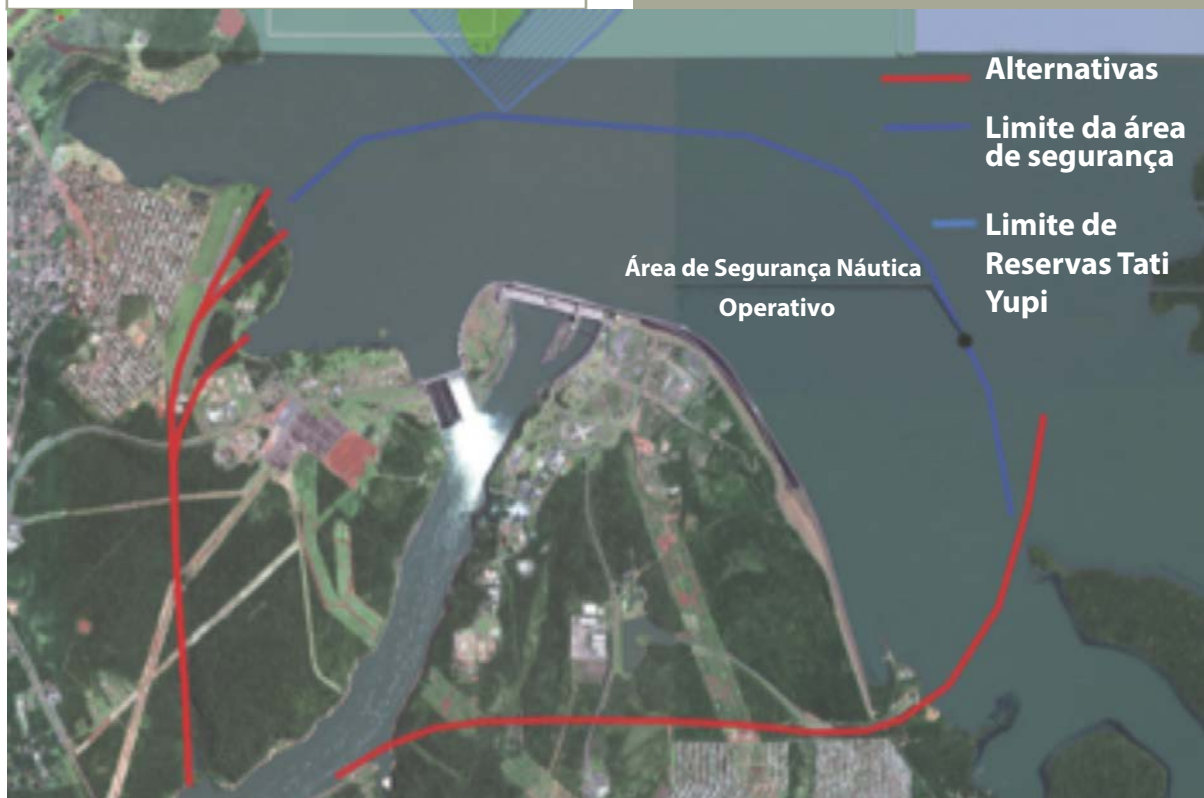 Alternativas
Limite da área
de segurança
Limite de
Reservas Tati
Yupi
Área de Segurança Náutica
Operativo